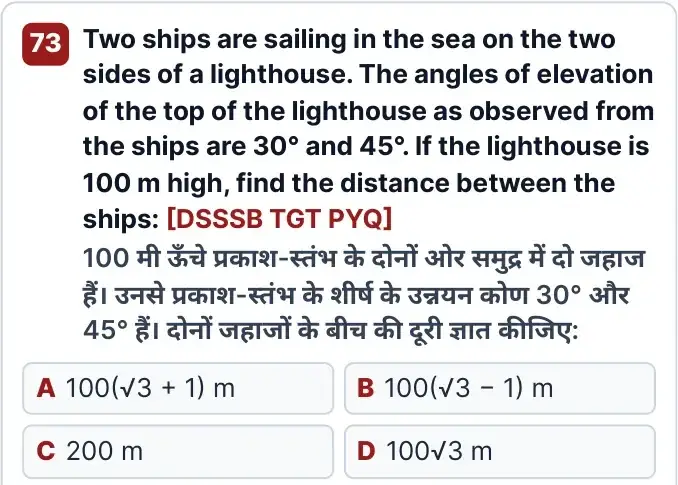 73 Two ships are sailing in the sea on the two
sides of a lighthouse. The angles of elevation
of the top of the lighthouse as observed from
the ships are 30° and 45°. If the lighthouse is
100 m high, find the distance between the
ships: [DSSSB TGT PYQ]
100 मी ऊँचे प्रकाश-स्तंभ के दोनों ओर समुद्र में दो जहाज
हैं। उनसे प्रकाश-स्तंभ के शीर्ष के उन्नयन कोण 30° और
45° हैं। दोनों जहाजों के बीच की दूरी ज्ञात कीजिए:
A 100(√3 + 1) m
B 100(√3 − 1) m
C 200 m
D 100√3 m